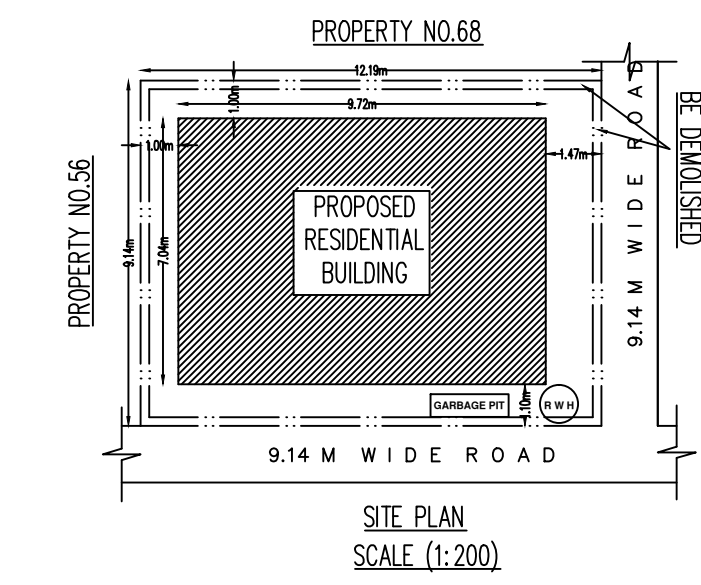 PROPERTY NO.68
12.19m
1.00m
9.72m
1.00m
1.47m
PROPERTY NO.56
9.14m
7.04m
PROPOSED
RESIDENTIAL
BUILDING
9.14 M WIDE ROAD
BE DEMOLISHED
GARBAGE PIT
RWH
9.14 M WIDE ROAD
SITE PLAN
SCALE (1:200)